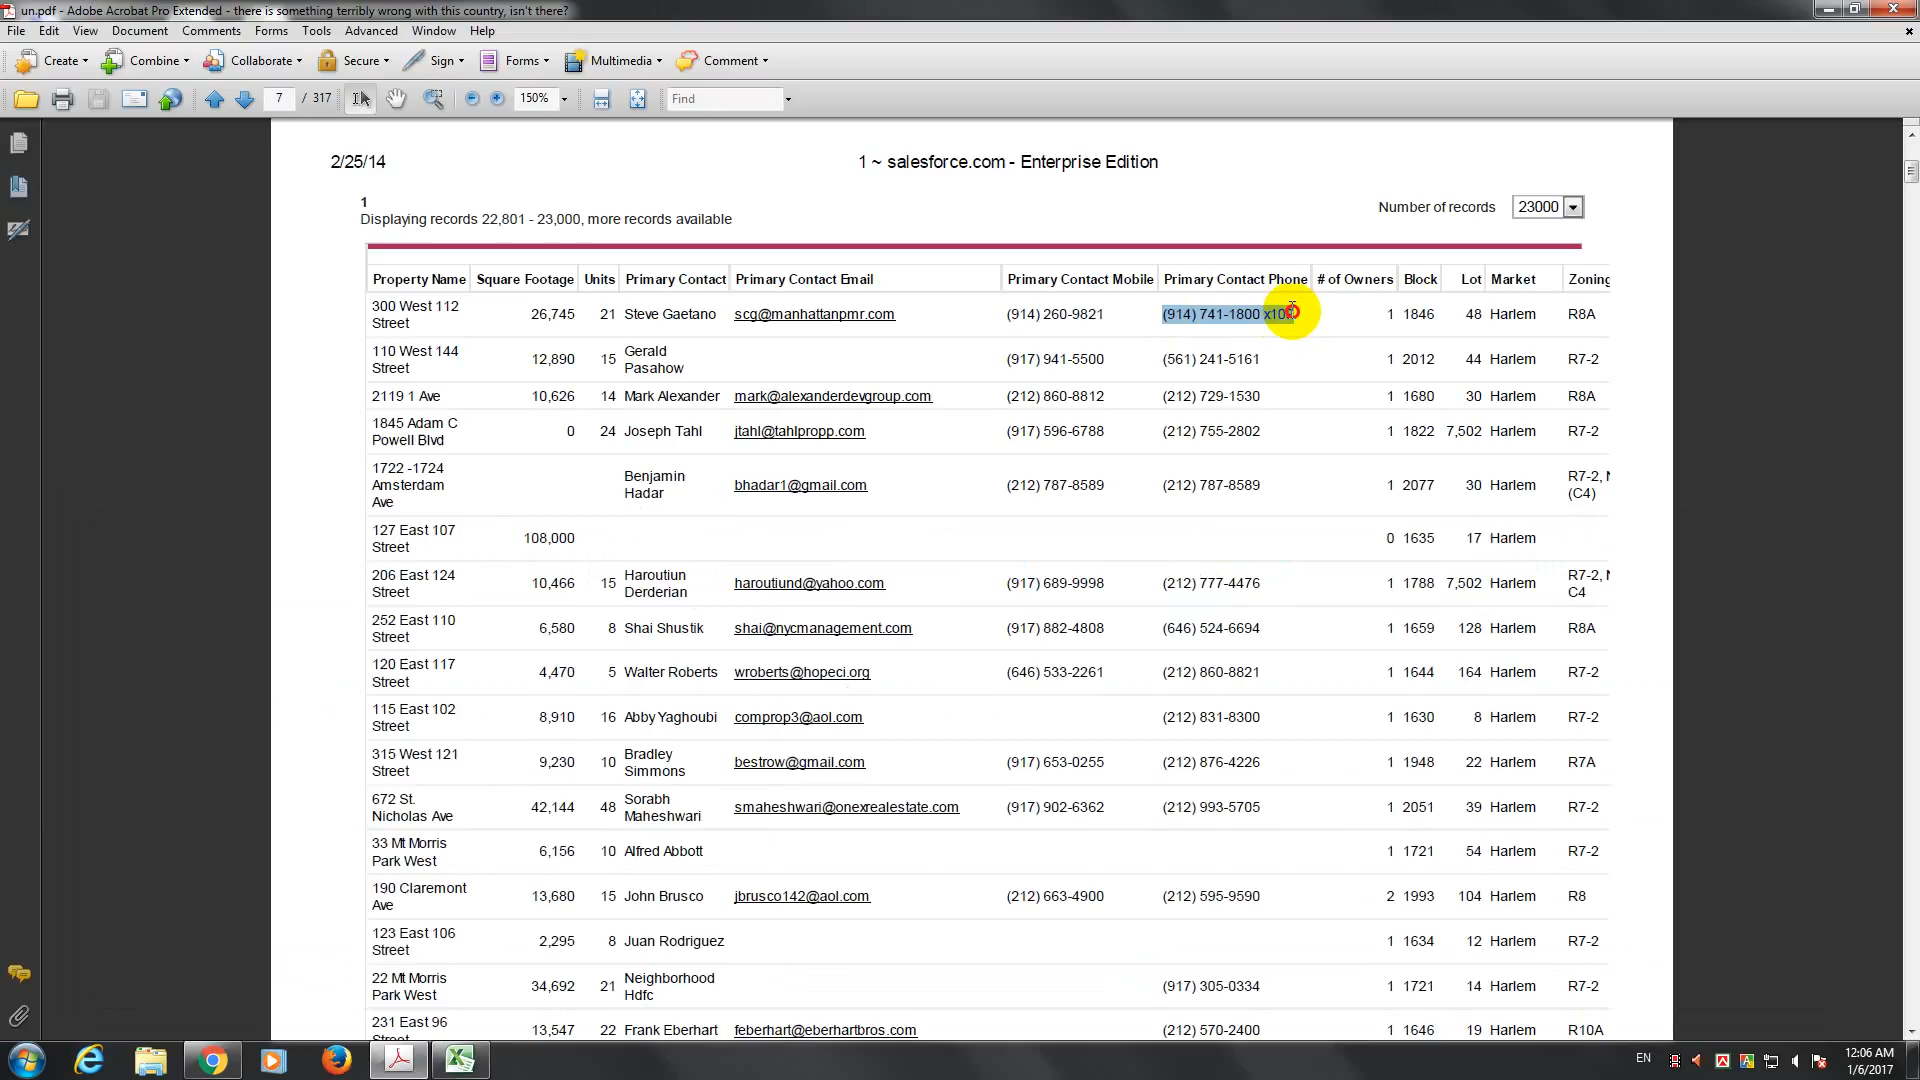 un.pdf - Adobe Acrobat Pro Extended - there is something terribly wrong with this country, isn't there?
File Edit View Document Comments Forms Tools Advanced Window Help
Create Combine Collaborate Secure Sign Forms Multimedia Comment
7 / 317 150% Find
2/25/14 1 ~ salesforce.com - Enterprise Edition
1
Displaying records 22,801 - 23,000, more records available Number of records 23000
Property Name Square Footage Units Primary Contact Primary Contact Email Primary Contact Mobile Primary Contact Phone # of Owners Block Lot Market Zoning
300 West 112
Street 26,745 21 Steve Gaetano scg@manhattanpmr.com (914) 260-9821 (914) 741-1800 1 1846 48 Harlem R8A
110 West 144
Street 12,890 15 Gerald
Pasahow (917) 941-5500 (561) 241-5161 1 2012 44 Harlem R7-2
2119 1 Ave 10,626 14 Mark Alexander mark@alexanderdevgroup.com (212) 860-8812 (212) 729-1530 1 1680 30 Harlem R8A
1845 Adam C
Powell Blvd 0 24 Joseph Tahl jtahl@tahlpropp.com (917) 596-6788 (212) 755-2802 1 1822 7,502 Harlem R7-2
1722 -1724
Amsterdam
Ave Benjamin
Hadar bhadar1@gmail.com (212) 787-8589 (212) 787-8589 1 2077 30 Harlem R7-2,
(C4)
127 East 107
Street 108,000 0 1635 17 Harlem
206 East 124
Street 10,466 15 Haroutiun
Derderian haroutiund@yahoo.com (917) 689-9998 (212) 777-4476 1 1788 7,502 Harlem R7-2,
C4
252 East 110
Street 6,580 8 Shai Shustik shai@nycmanagement.com (917) 882-4808 (646) 524-6694 1 1659 128 Harlem R8A
120 East 117
Street 4,470 5 Walter Roberts wroberts@hopeci.org (646) 533-2261 (212) 860-8821 1 1644 164 Harlem R7-2
115 East 102
Street 8,910 16 Abby Yaghoubi comprop3@aol.com (212) 831-8300 1 1630 8 Harlem R7-2
315 West 121
Street 9,230 10 Bradley
Simmons bestrow@gmail.com (917) 653-0255 (212) 876-4226 1 1948 22 Harlem R7A
672 St.
Nicholas Ave 42,144 48 Sorabh
Maheshwari smaheshwari@onexrealestate.com (917) 902-6362 (212) 993-5705 1 2051 39 Harlem R7-2
33 Mt Morris
Park West 6,156 10 Alfred Abbott 1 1721 54 Harlem R7-2
190 Claremont
Ave 13,680 15 John Brusco jbrusco142@aol.com (212) 663-4900 (212) 595-9590 2 1993 104 Harlem R8
123 East 106
Street 2,295 8 Juan Rodriguez 1 1634 12 Harlem R7-2
22 Mt Morris
Park West 34,692 21 Neighborhood
Hdfc (917) 305-0334 1 1721 14 Harlem R7-2
231 East 96
Street 13,547 22 Frank Eberhart feberhart@eberhartbros.com (212) 570-2400 1 1646 19 Harlem R10A
EN 12:06 AM
1/6/2017